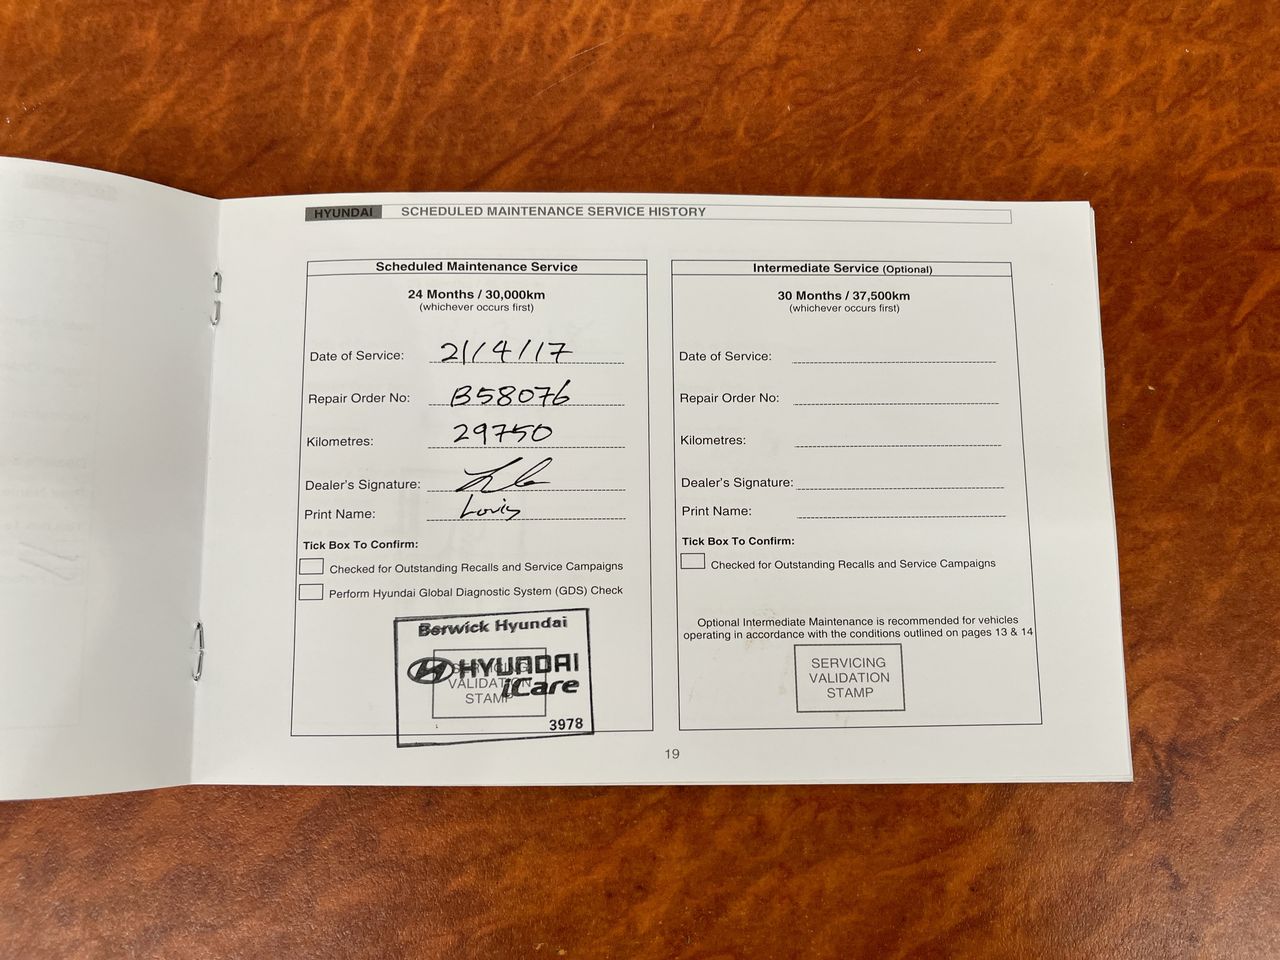 HYUNDAI SCHEDULED MAINTENANCE SERVICE HISTORY
Scheduled Maintenance Service
24 Months / 30,000km
(whichever occurs first)
Date of Service: 21/4/17
Repair Order No: B58076
Kilometres: 29750
Dealer's Signature:
Print Name: Louis
Tick Box To Confirm:
Checked for Outstanding Recalls and Service Campaigns
Perform Hyundai Global Diagnostic System (GDS) Check
Berwick Hyundai
HYUNDAI
iCare
3978
SERVICING
VALIDATION
STAMP
Intermediate Service (Optional)
30 Months / 37,500km
(whichever occurs first)
Date of Service:
Repair Order No:
Kilometres:
Dealer's Signature:
Print Name:
Tick Box To Confirm:
Checked for Outstanding Recalls and Service Campaigns
Optional Intermediate Maintenance is recommended for vehicles
operating in accordance with the conditions outlined on pages 13 & 14
SERVICING
VALIDATION
STAMP
19